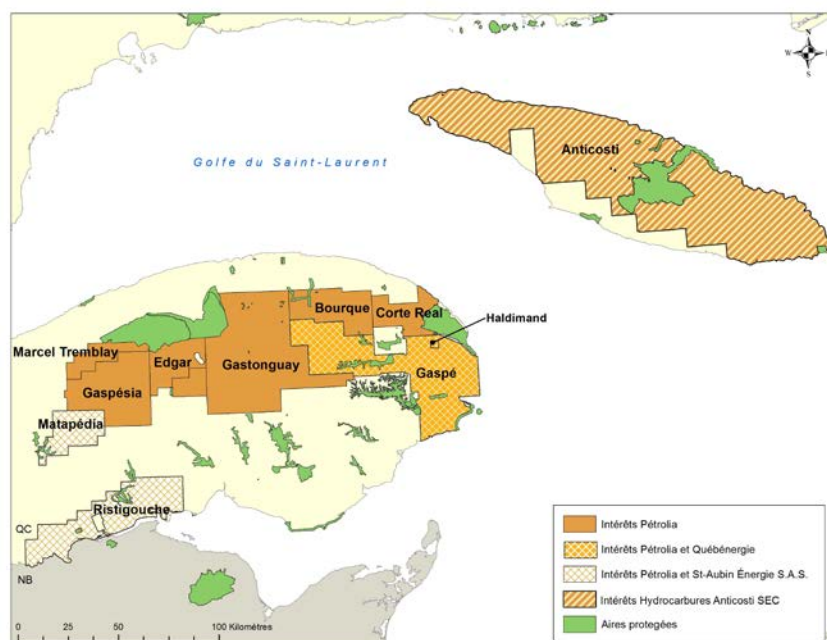 N
W
S
Golfe du Saint-Laurent
Anticosti
Bourque
Corte Real
Haldimand
Marcel Tremblay
Edgar
Gastonguay
Gaspé
Gaspésia
Matapédia
Ristigouche
QC
NB
Intérêts Pétrolia
Intérêts Pétrolia et Québénergie
Intérêts Pétrolia et St-Aubin Énergie S.A.S.
Intérêts Hydrocarbures Anticosti SEC
Aires protegées
0 25 50 100 Kilomètres